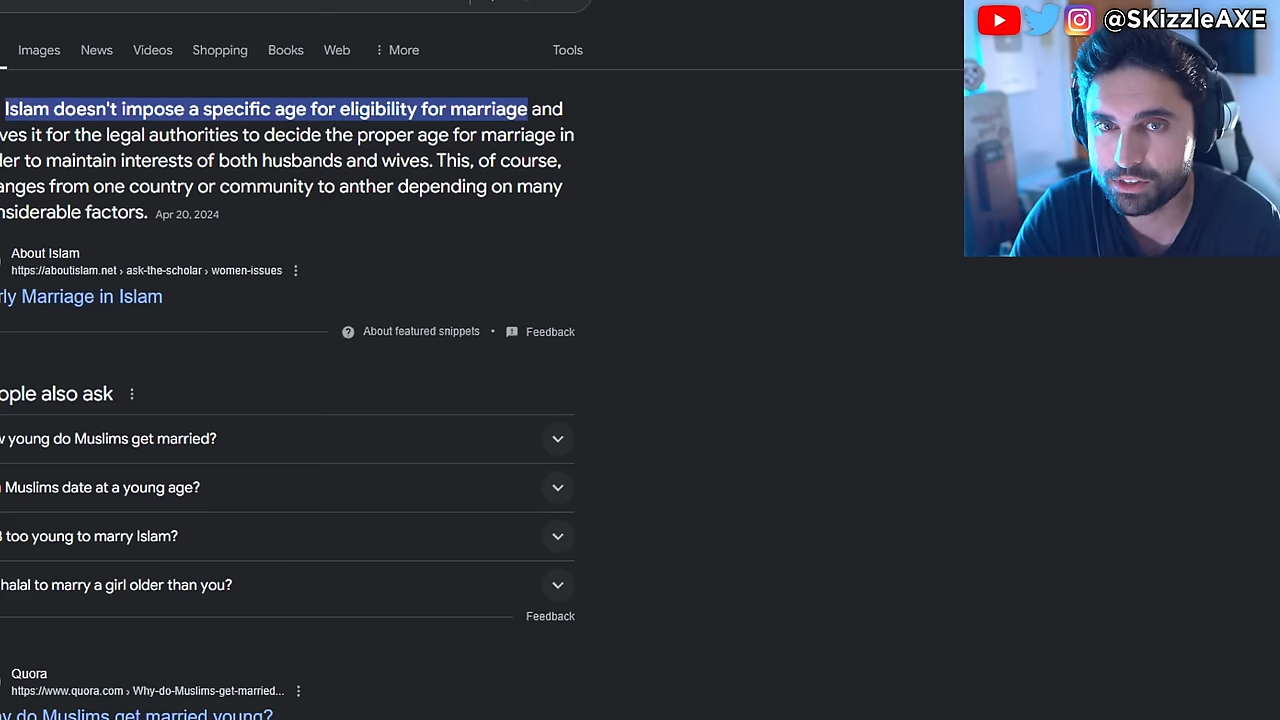 @SKizzleAXE
Images News Videos Shopping Books Web More Tools
Islam doesn't impose a specific age for eligibility for marriage and
ves it for the legal authorities to decide the proper age for marriage in
ler to maintain interests of both husbands and wives. This, of course,
anges from one country or community to anther depending on many
nsiderable factors. Apr 20, 2024
About Islam
https://aboutislam.net › ask-the-scholar › women-issues
rly Marriage in Islam
About featured snippets • Feedback
ople also ask
w young do Muslims get married?
Muslims date at a young age?
too young to marry Islam?
halal to marry a girl older than you?
Feedback
Quora
https://www.quora.com › Why-do-Muslims-get-married...
y do Muslims get married young?